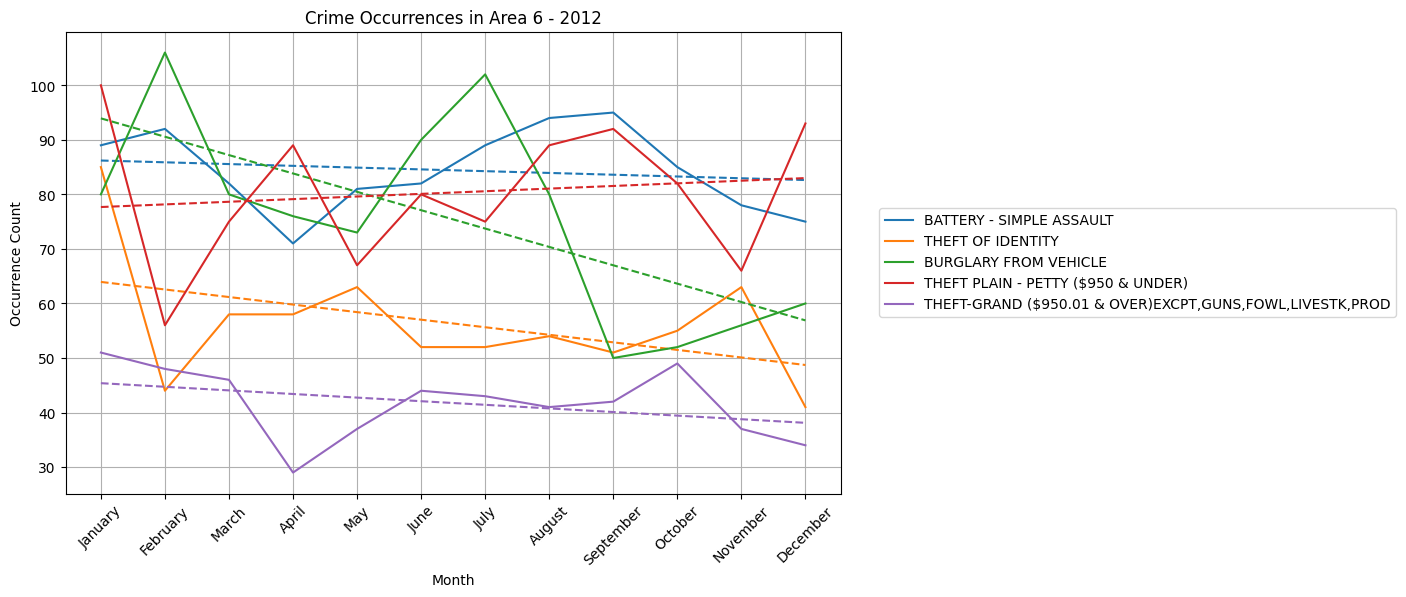 Crime Occurrences in Area 6 - 2012
Occurrence Count
100
90
80
70
60
50
40
30
January
February
March
April
May
June
July
August
September
October
November
December
Month
BATTERY - SIMPLE ASSAULT
THEFT OF IDENTITY
BURGLARY FROM VEHICLE
THEFT PLAIN - PETTY ($950 & UNDER)
THEFT-GRAND ($950.01 & OVER)EXCPT,GUNS,FOWL,LIVESTK,PROD